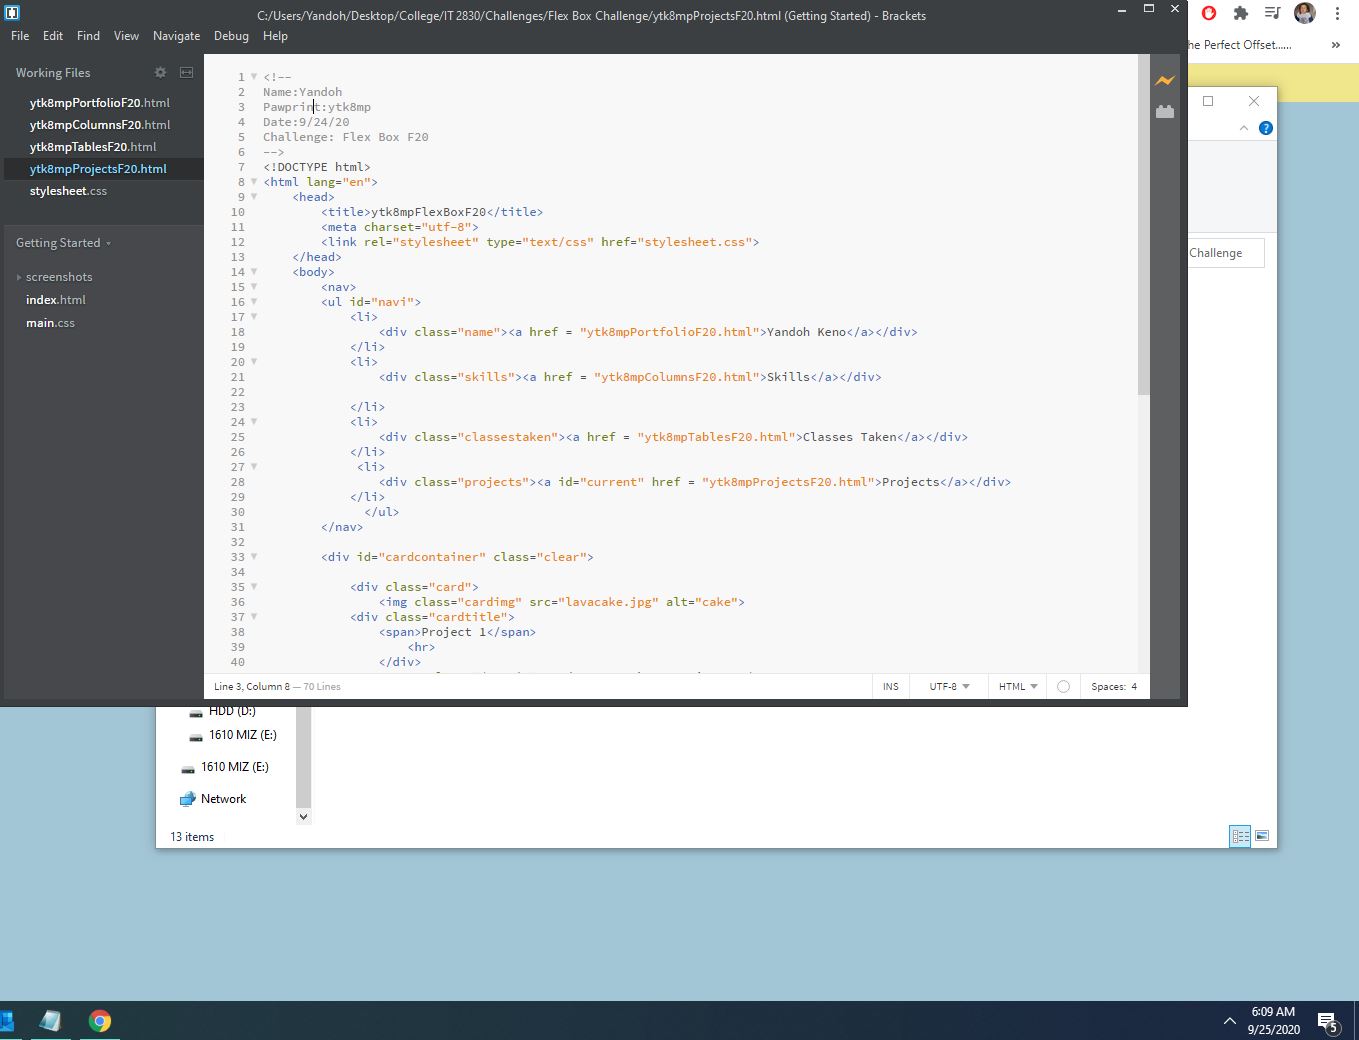 C:/Users/Yandoh/Desktop/College/IT 2830/Challenges/Flex Box Challenge/ytk8mpProjectsF20.html (Getting Started) - Brackets
File Edit Find View Navigate Debug Help
he Perfect Offset...... »
Working Files
ytk8mpPortfolioF20.html
ytk8mpColumnsF20.html
ytk8mpTablesF20.html
ytk8mpProjectsF20.html
stylesheet.css
Getting Started
screenshots
index.html
main.css
1 <!--
2 Name:Yandoh
3 Pawprint:ytk8mp
4 Date:9/24/20
5 Challenge: Flex Box F20
6 -->
7 <!DOCTYPE html>
8 <html lang="en">
9 <head>
10 <title>ytk8mpFlexBoxF20</title>
11 <meta charset="utf-8">
12 <link rel="stylesheet" type="text/css" href="stylesheet.css">
13 </head>
14 <body>
15 <nav>
16 <ul id="navi">
17 <li>
18 <div class="name"><a href = "ytk8mpPortfolioF20.html">Yandoh Keno</a></div>
19 </li>
20 <li>
21 <div class="skills"><a href = "ytk8mpColumnsF20.html">Skills</a></div>
22
23 </li>
24 <li>
25 <div class="classestaken"><a href = "ytk8mpTablesF20.html">Classes Taken</a></div>
26 </li>
27 <li>
28 <div class="projects"><a id="current" href = "ytk8mpProjectsF20.html">Projects</a></div>
29 </li>
30 </ul>
31 </nav>
32
33 <div id="cardcontainer" class="clear">
34
35 <div class="card">
36 <img class="cardimg" src="lavacake.jpg" alt="cake">
37 <div class="cardtitle">
38 <span>Project 1</span>
39 <hr>
40 </div>
Challenge
Line 3, Column 8 — 70 Lines
INS UTF-8 HTML Spaces: 4
HDD (D:)
1610 MIZ (E:)
1610 MIZ (E:)
Network
13 items
6:09 AM
9/25/2020
5